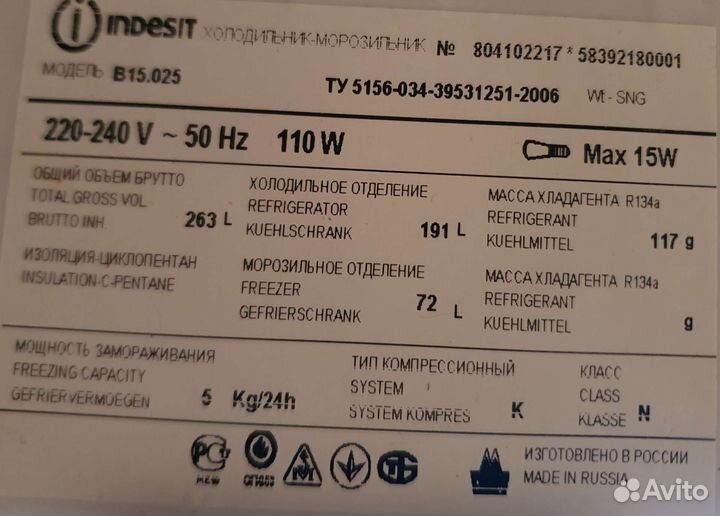 indesit ХОЛОДИЛЬНИК-МОРОЗИЛЬНИК № 804102217 * 58392180001
МОДЕЛЬ B15.025 ТУ 5156-034-39531251-2006 Wt - SNG
220-240 V ~ 50 Hz 110 W Max 15W
ОБЩИЙ ОБЪЕМ БРУТТО
TOTAL GROSS VOL
BRUTTO INH. 263 L
ХОЛОДИЛЬНОЕ ОТДЕЛЕНИЕ
REFRIGERATOR
KUEHLSCHRANK 191 L
МАССА ХЛАДАГЕНТА R134a
REFRIGERANT
KUEHLMITTEL 117 g
ИЗОЛЯЦИЯ-ЦИКЛОПЕНТАН
INSULATION-C-PENTANE
МОРОЗИЛЬНОЕ ОТДЕЛЕНИЕ
FREEZER
GEFRIERSCHRANK 72 L
МАССА ХЛАДАГЕНТА R134a
REFRIGERANT
KUEHLMITTEL g
МОЩНОСТЬ ЗАМОРАЖИВАНИЯ
FREEZING CAPACITY
GEFRIERVERMOEGEN 5 Kg/24h
ТИП КОМПРЕССИОННЫЙ
SYSTEM
SYSTEM KOMPRES K
КЛАСС
CLASS
KLASSE N
ИЗГОТОВЛЕНО В РОССИИ
MADE IN RUSSIA
Avito